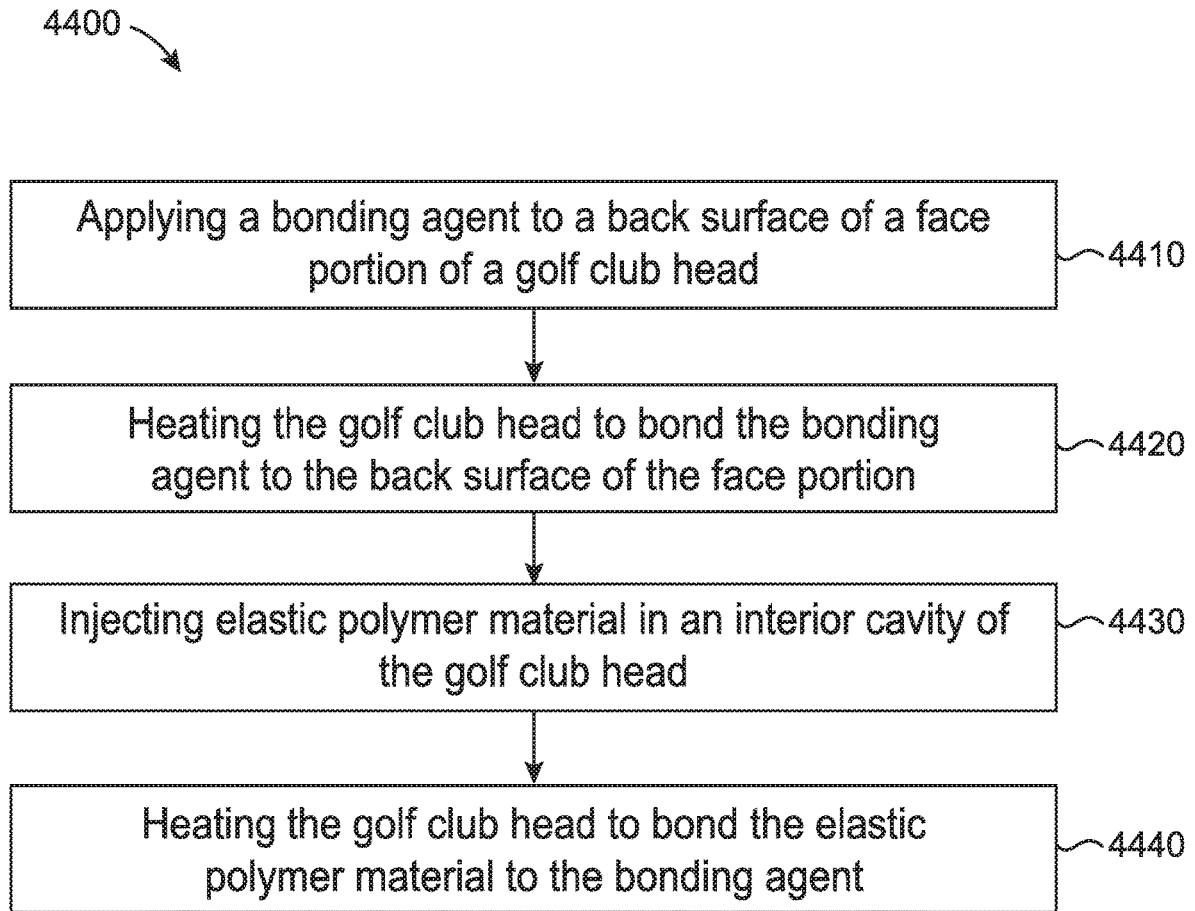 4400
Applying a bonding agent to a back surface of a face
portion of a golf club head
4410
Heating the golf club head to bond the bonding
agent to the back surface of the face portion
4420
Injecting elastic polymer material in an interior cavity of
the golf club head
4430
Heating the golf club head to bond the elastic
polymer material to the bonding agent
4440